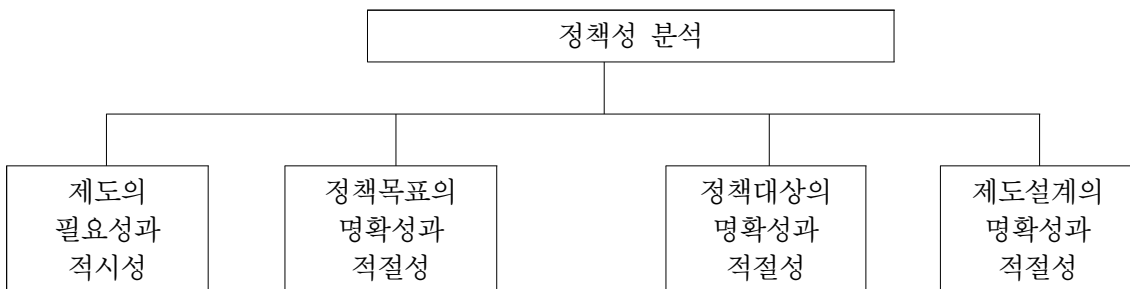 정책성 분석
제도의
필요성과
적시성
정책목표의
명확성과
적절성
정책대상의
명확성과
적절성
제도설계의
명확성과
적절성